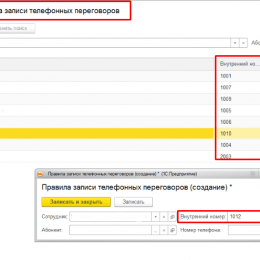 а записи телефонных переговоров
Внутренний но...
1001
1007
1005
1008
1009
1010
1006
1004
2003
Правила записи телефонных переговоров (создание) * (1С:Предприятие)
Правила записи телефонных переговоров (создание) *
Записать и закрыть
Записать
Сотрудник:
Внутренний номер: 1012
Абонент:
Номер телефона: